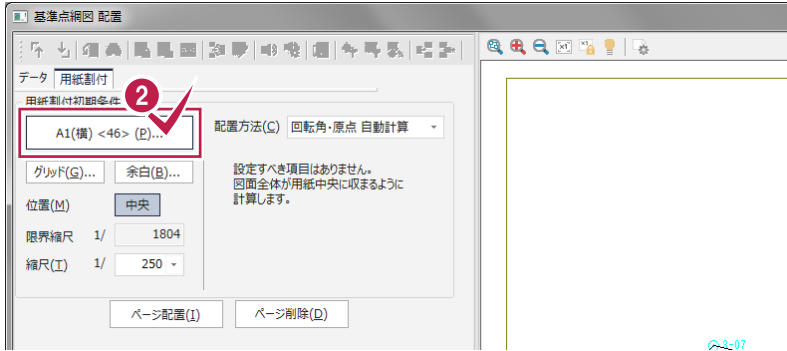 基準点網図 配置
データ 用紙割付
用紙割付初期条件
2
A1(横) <46> (P)...
配置方法(C) 回転角・原点 自動計算
グリッド(G)... 余白(B)...
設定すべき項目はありません。
図面全体が用紙中央に収まるように
計算します。
位置(M) 中央
限界縮尺 1/ 1804
縮尺(T) 1/ 250
ページ配置(I) ページ削除(D)
3-07